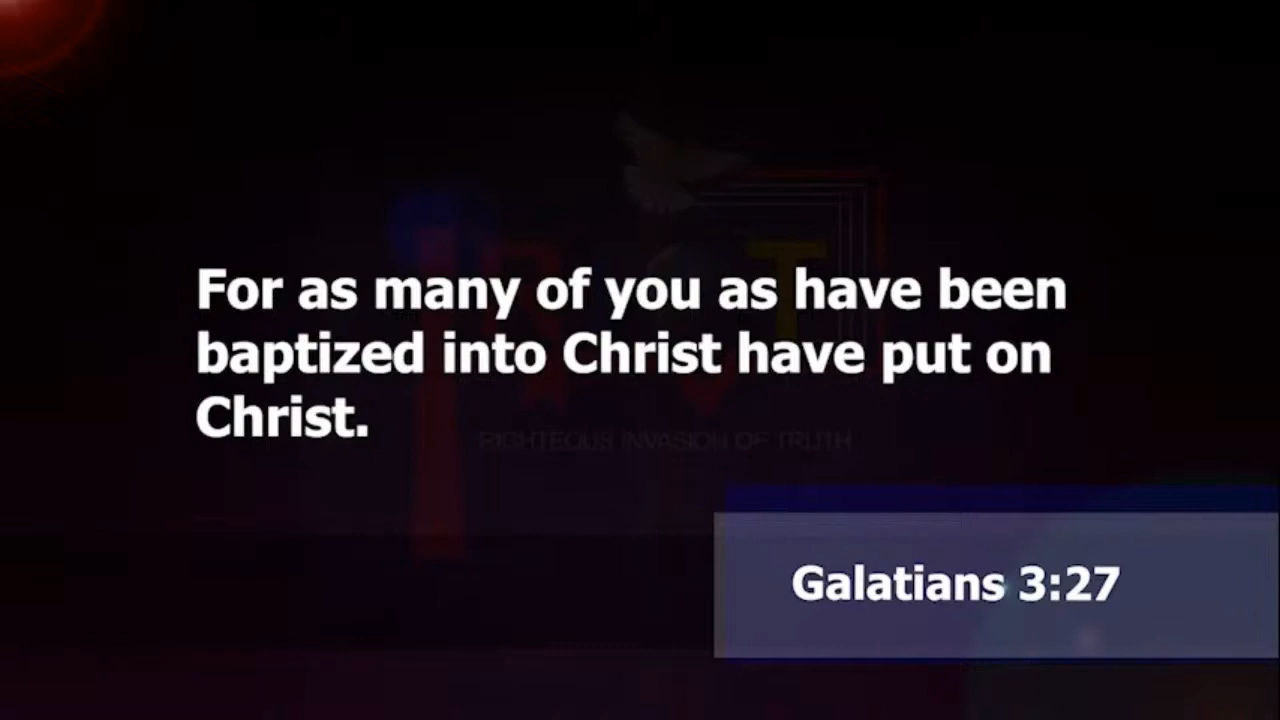 For as many of you as have been
baptized into Christ have put on
Christ.
RIGHTEOUS INVASION OF TRUTH
Galatians 3:27